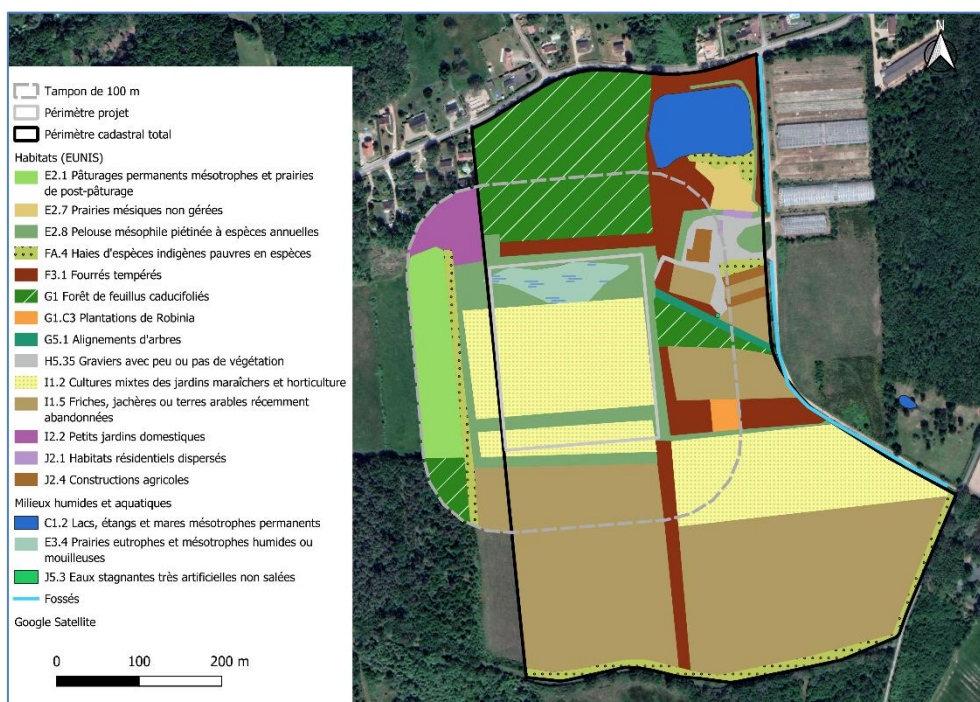 N
Tampon de 100 m
Périmètre projet
Périmètre cadastral total
Habitats (EUNIS)
E2.1 Pâturages permanents mésotrophes et prairies
de post-pâturage
E2.7 Prairies mésiques non gérées
E2.8 Pelouse mésophile piétinée à espèces annuelles
FA.4 Haies d'espèces indigènes pauvres en espèces
F3.1 Fourrés tempérés
G1 Forêt de feuillus caducifoliés
G1.C3 Plantations de Robinia
G5.1 Alignements d'arbres
H5.35 Graviers avec peu ou pas de végétation
I1.2 Cultures mixtes des jardins maraîchers et horticulture
I1.5 Friches, jachères ou terres arables récemment
abandonnées
I2.2 Petits jardins domestiques
J2.1 Habitats résidentiels dispersés
J2.4 Constructions agricoles
Milieux humides et aquatiques
C1.2 Lacs, étangs et mares mésotrophes permanents
E3.4 Prairies eutrophes et mésotrophes humides ou
mouilleuses
J5.3 Eaux stagnantes très artificielles non salées
Fossés
Google Satellite
0 100 200 m